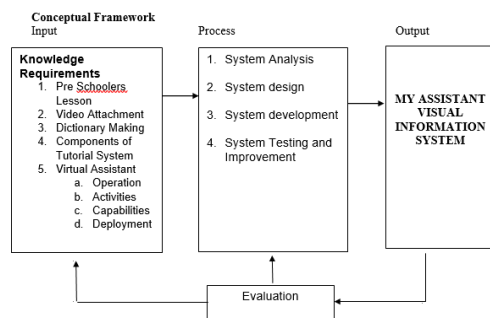 Conceptual Framework
Input
Process
Output
Knowledge
Requirements
1. Pre Schoolers
Lesson
2. Video Attachment
3. Dictionary Making
4. Components of
Tutorial System
5. Virtual Assistant
a. Operation
b. Activities
c. Capabilities
d. Deployment
1. System Analysis
2. System design
3. System development
4. System Testing and
Improvement
MY ASSISTANT
VISUAL
INFORMATION
SYSTEM
Evaluation